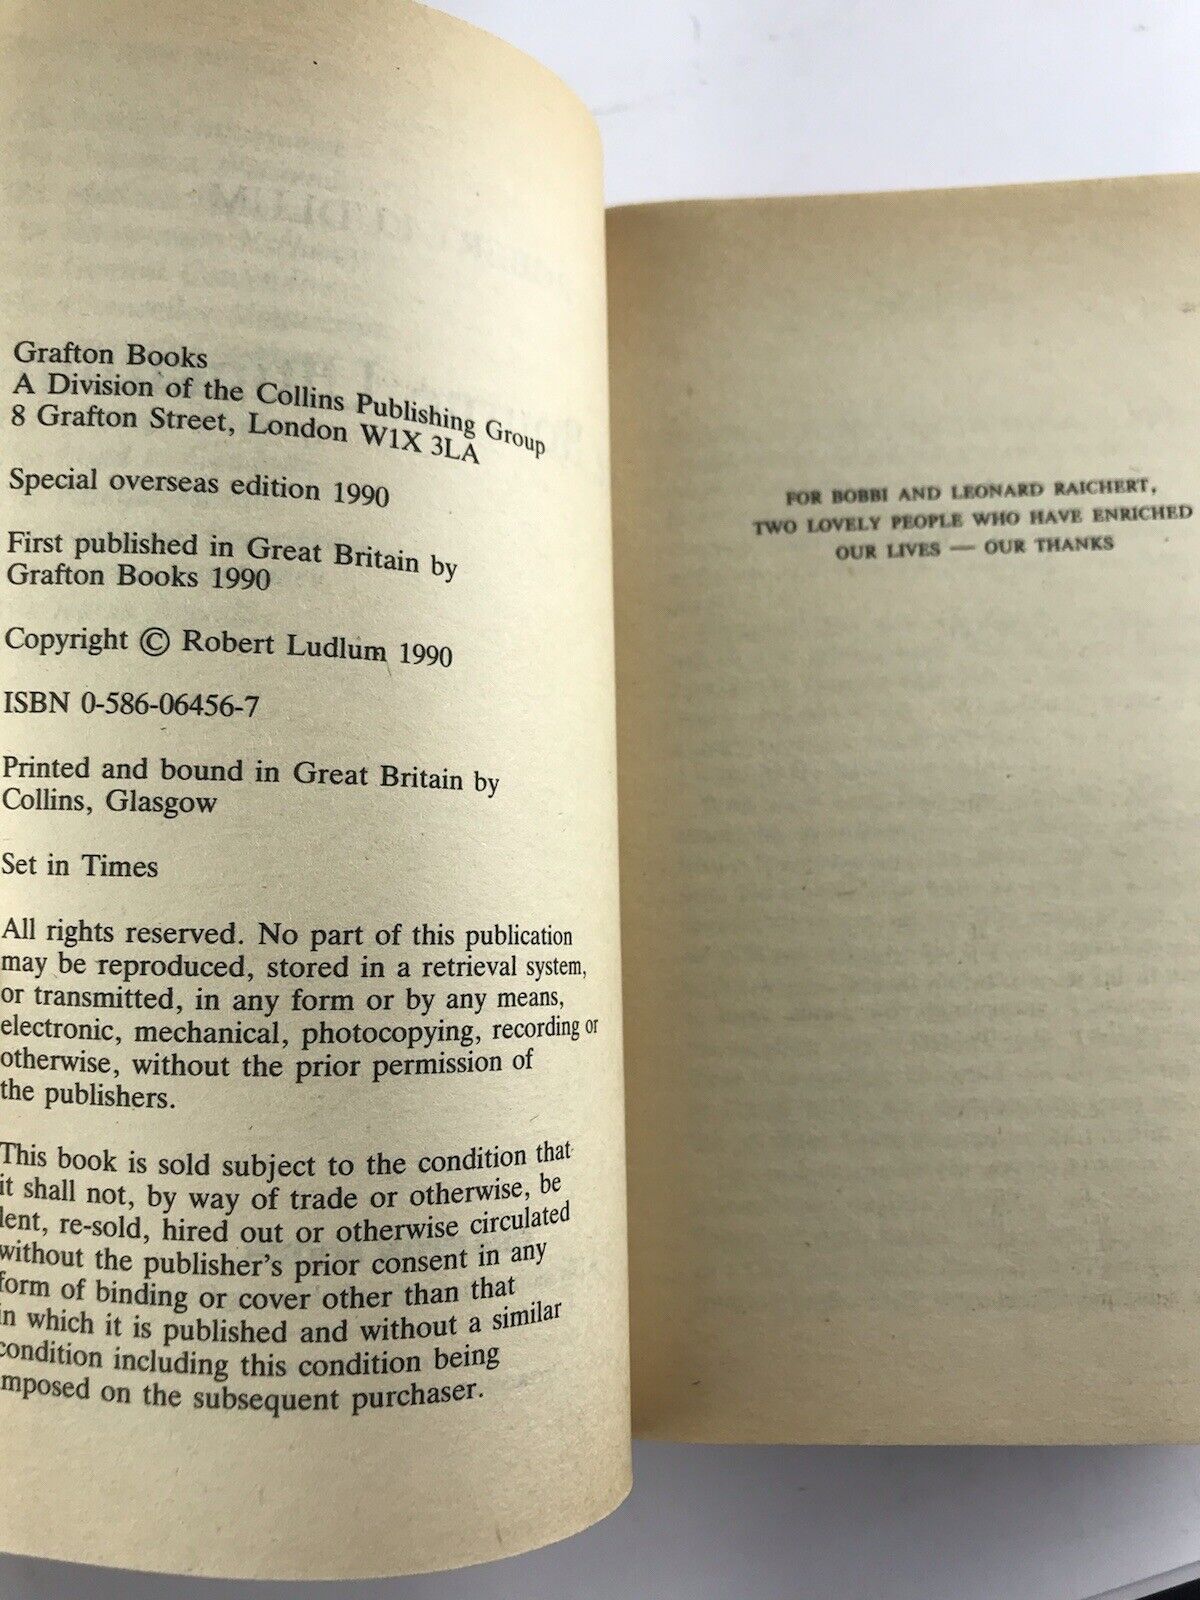 Grafton Books
A Division of the Collins Publishing Group
8 Grafton Street, London W1X 3LA
Special overseas edition 1990
First published in Great Britain by
Grafton Books 1990
Copyright © Robert Ludlum 1990
ISBN 0-586-06456-7
Printed and bound in Great Britain by
Collins, Glasgow
Set in Times
All rights reserved. No part of this publication
may be reproduced, stored in a retrieval system,
or transmitted, in any form or by any means,
electronic, mechanical, photocopying, recording or
otherwise, without the prior permission of
the publishers.
This book is sold subject to the condition that
it shall not, by way of trade or otherwise, be
lent, re-sold, hired out or otherwise circulated
without the publisher's prior consent in any
form of binding or cover other than that
in which it is published and without a similar
condition including this condition being
mposed on the subsequent purchaser.
FOR BOBBI AND LEONARD RAICHERT,
TWO LOVELY PEOPLE WHO HAVE ENRICHED
OUR LIVES — OUR THANKS